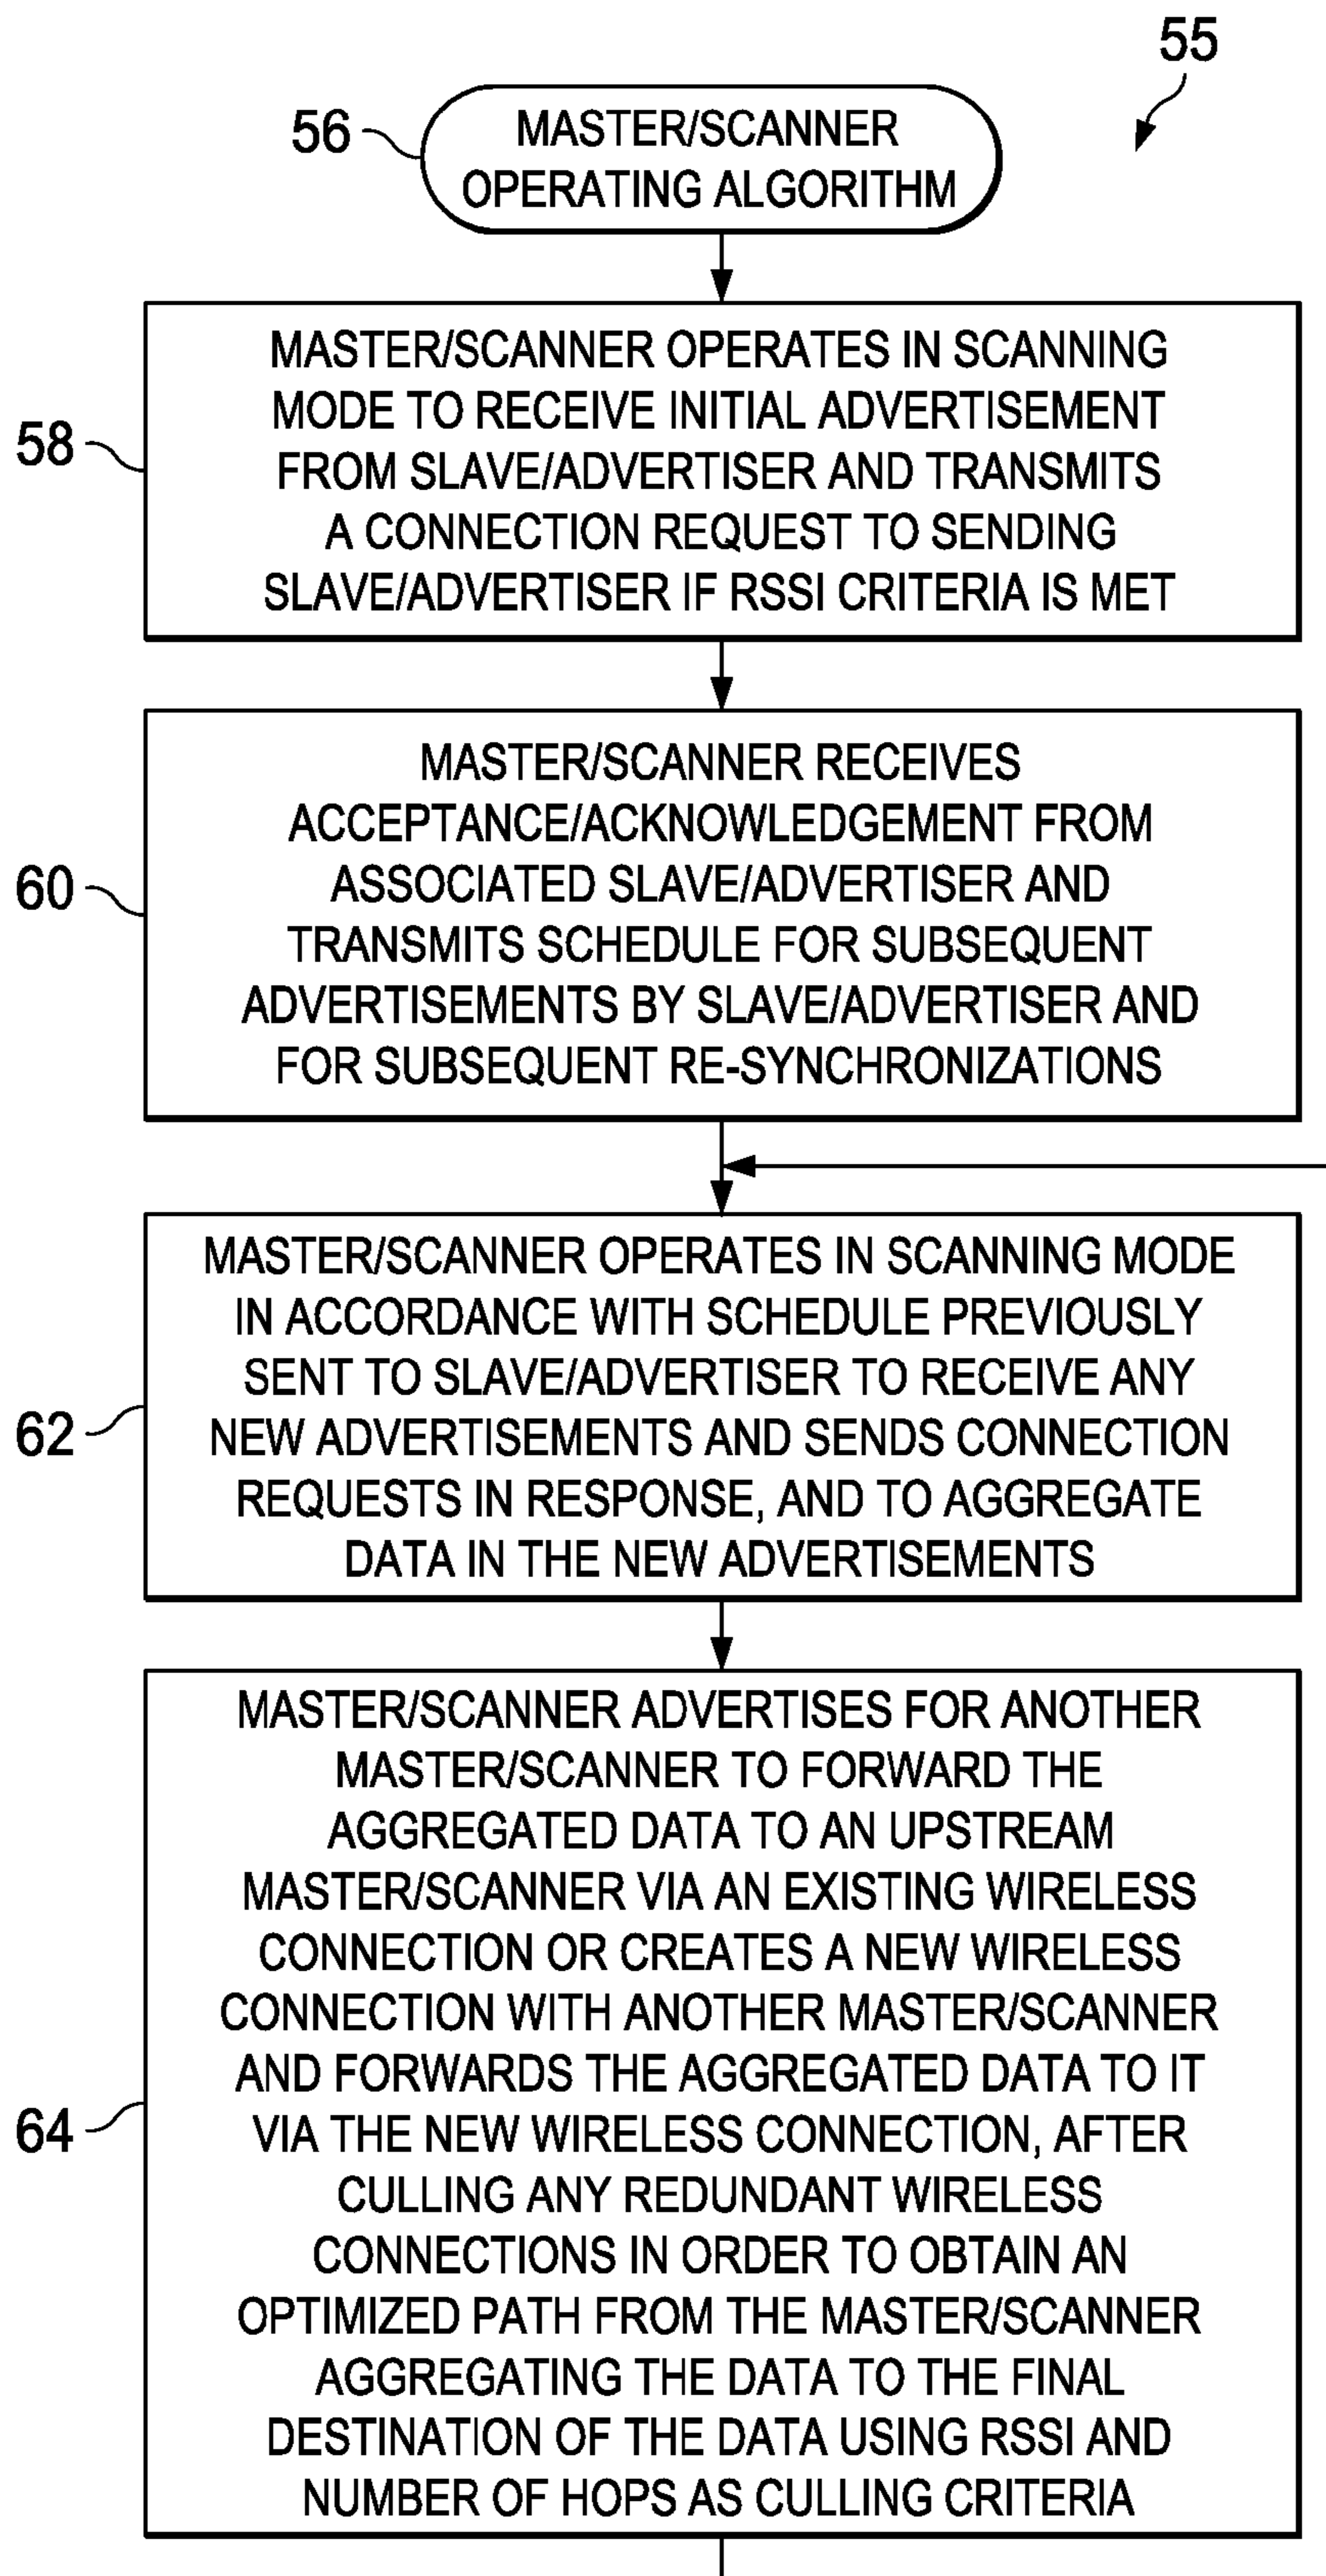 55
56
MASTER/SCANNER
OPERATING ALGORITHM
58
MASTER/SCANNER OPERATES IN SCANNING
MODE TO RECEIVE INITIAL ADVERTISEMENT
FROM SLAVE/ADVERTISER AND TRANSMITS
A CONNECTION REQUEST TO SENDING
SLAVE/ADVERTISER IF RSSI CRITERIA IS MET
60
MASTER/SCANNER RECEIVES
ACCEPTANCE/ACKNOWLEDGEMENT FROM
ASSOCIATED SLAVE/ADVERTISER AND
TRANSMITS SCHEDULE FOR SUBSEQUENT
ADVERTISEMENTS BY SLAVE/ADVERTISER AND
FOR SUBSEQUENT RE-SYNCHRONIZATIONS
62
MASTER/SCANNER OPERATES IN SCANNING MODE
IN ACCORDANCE WITH SCHEDULE PREVIOUSLY
SENT TO SLAVE/ADVERTISER TO RECEIVE ANY
NEW ADVERTISEMENTS AND SENDS CONNECTION
REQUESTS IN RESPONSE, AND TO AGGREGATE
DATA IN THE NEW ADVERTISEMENTS
64
MASTER/SCANNER ADVERTISES FOR ANOTHER
MASTER/SCANNER TO FORWARD THE
AGGREGATED DATA TO AN UPSTREAM
MASTER/SCANNER VIA AN EXISTING WIRELESS
CONNECTION OR CREATES A NEW WIRELESS
CONNECTION WITH ANOTHER MASTER/SCANNER
AND FORWARDS THE AGGREGATED DATA TO IT
VIA THE NEW WIRELESS CONNECTION, AFTER
CULLING ANY REDUNDANT WIRELESS
CONNECTIONS IN ORDER TO OBTAIN AN
OPTIMIZED PATH FROM THE MASTER/SCANNER
AGGREGATING THE DATA TO THE FINAL
DESTINATION OF THE DATA USING RSSI AND
NUMBER OF HOPS AS CULLING CRITERIA